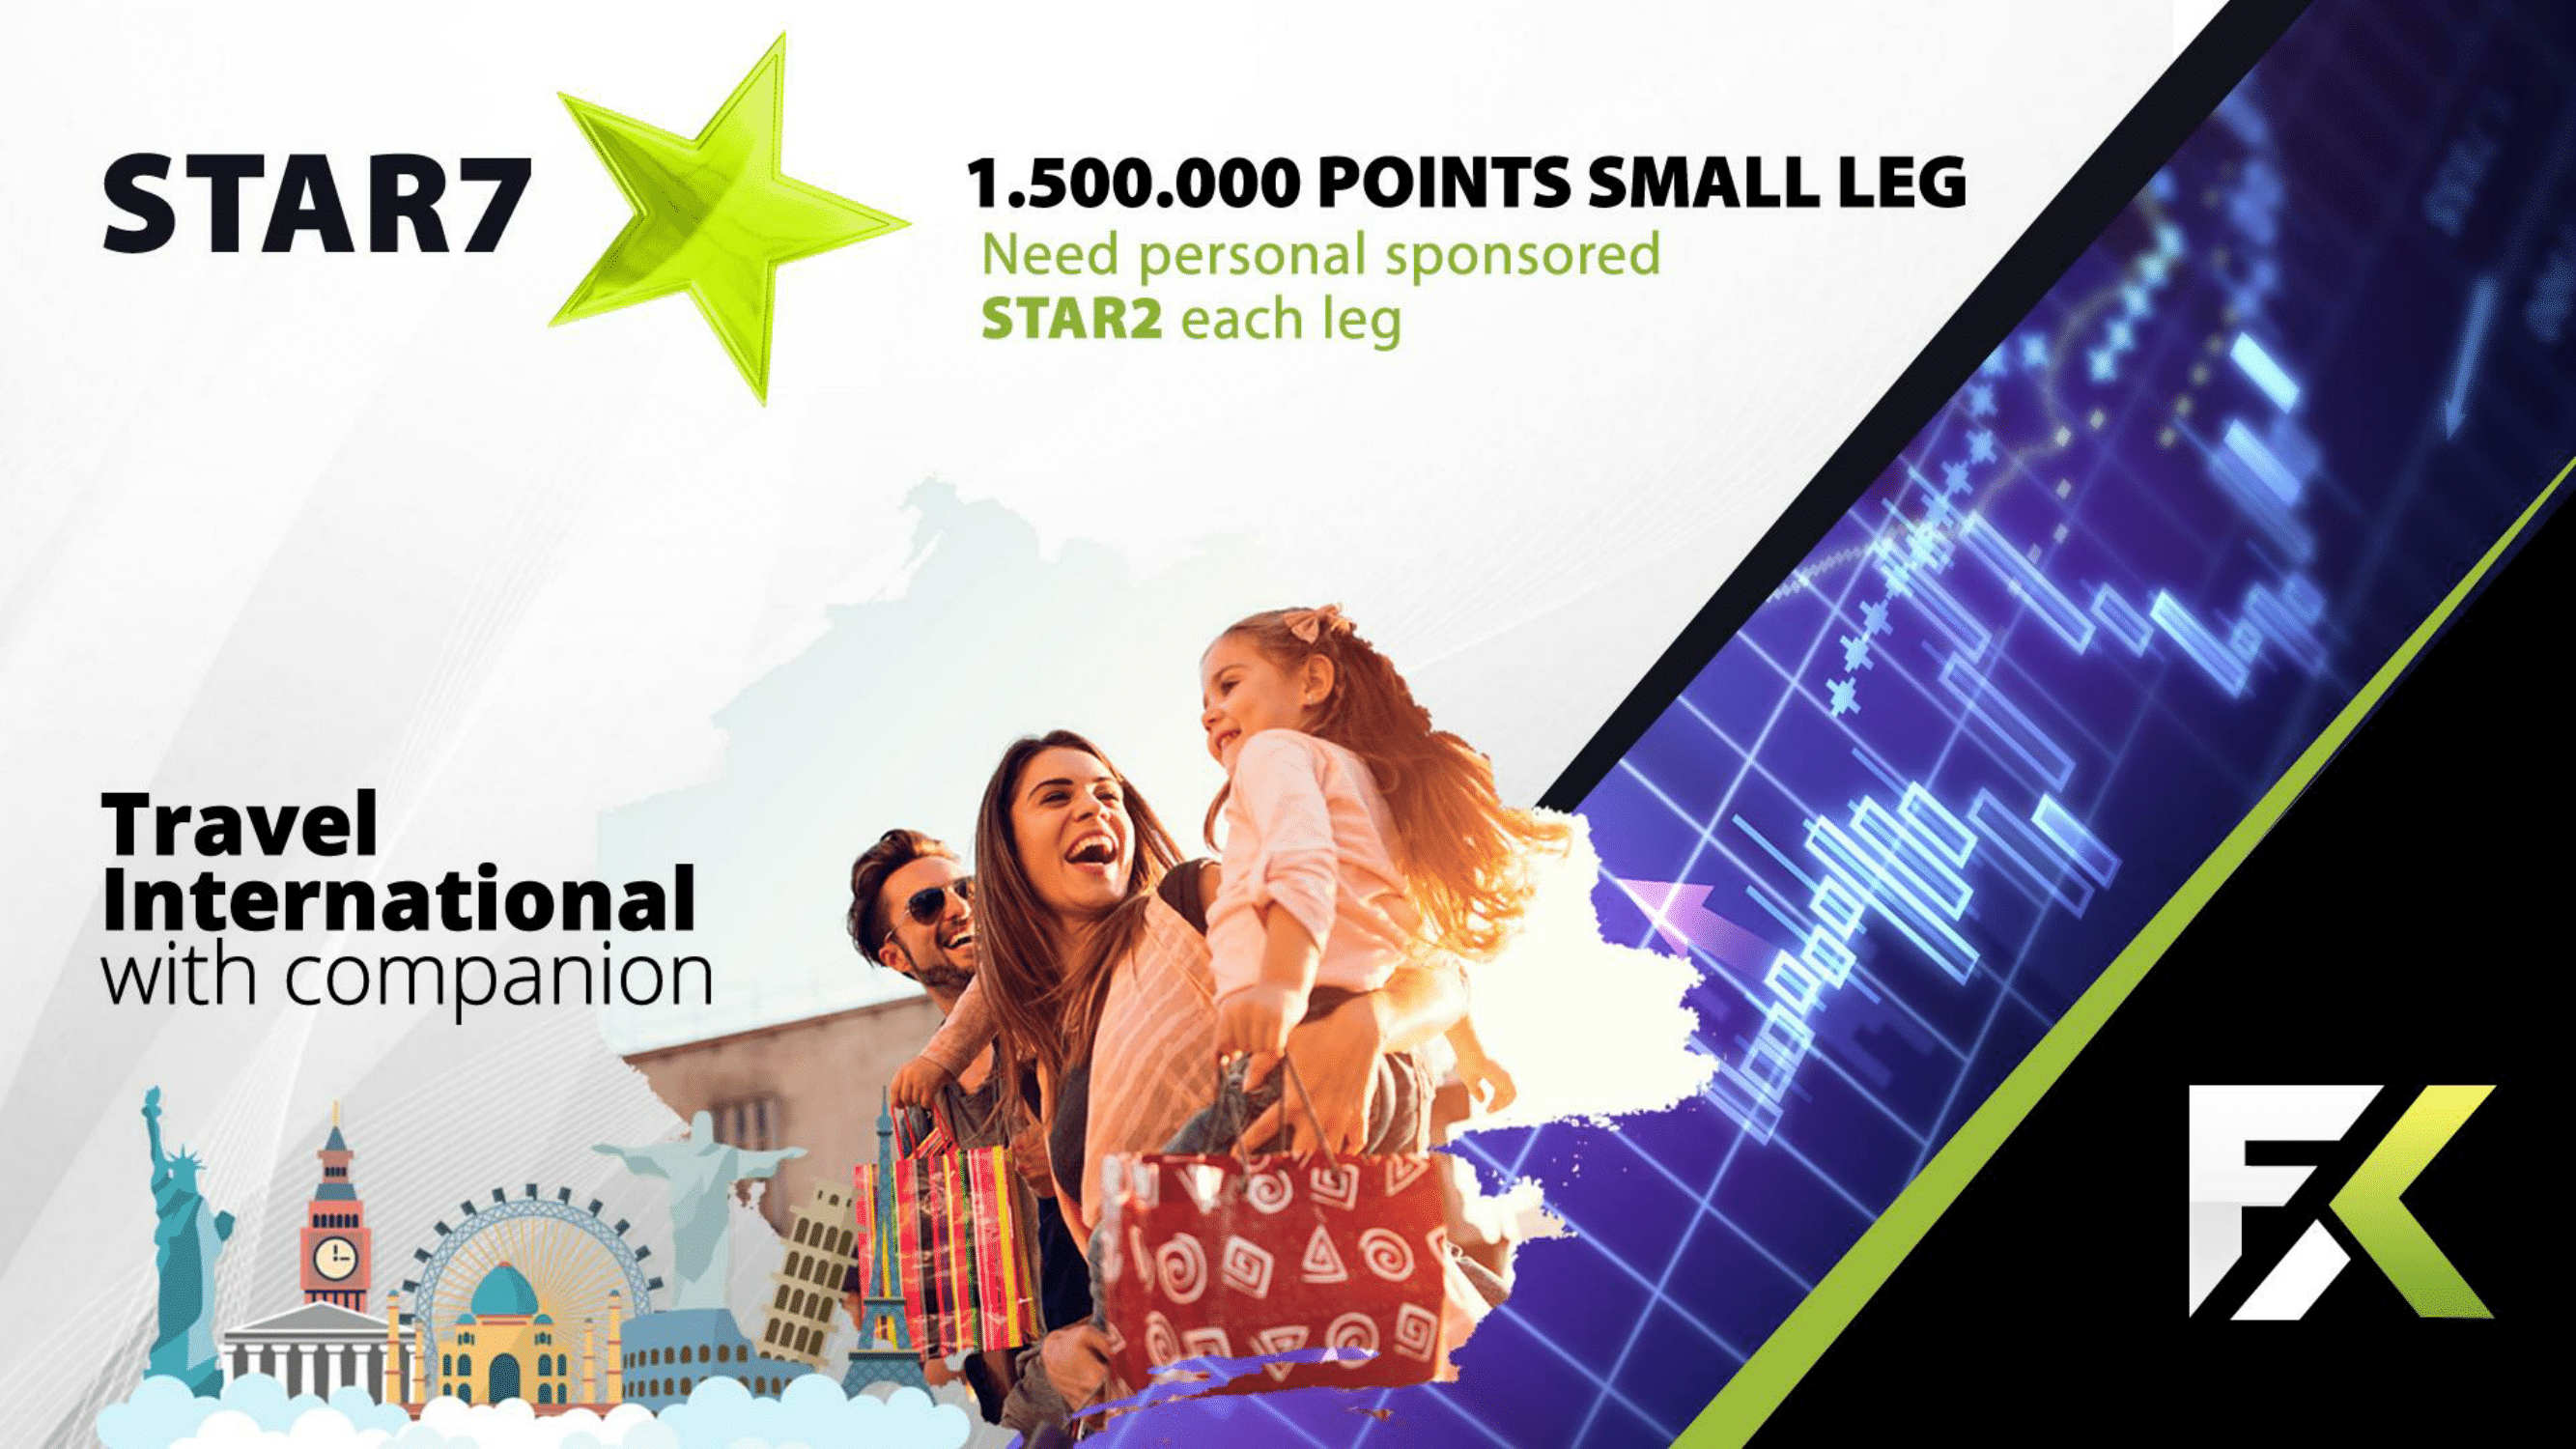 STAR7
1.500.000 POINTS SMALL LEG
Need personal sponsored
STAR2 each leg
Travel
International
with companion
FX